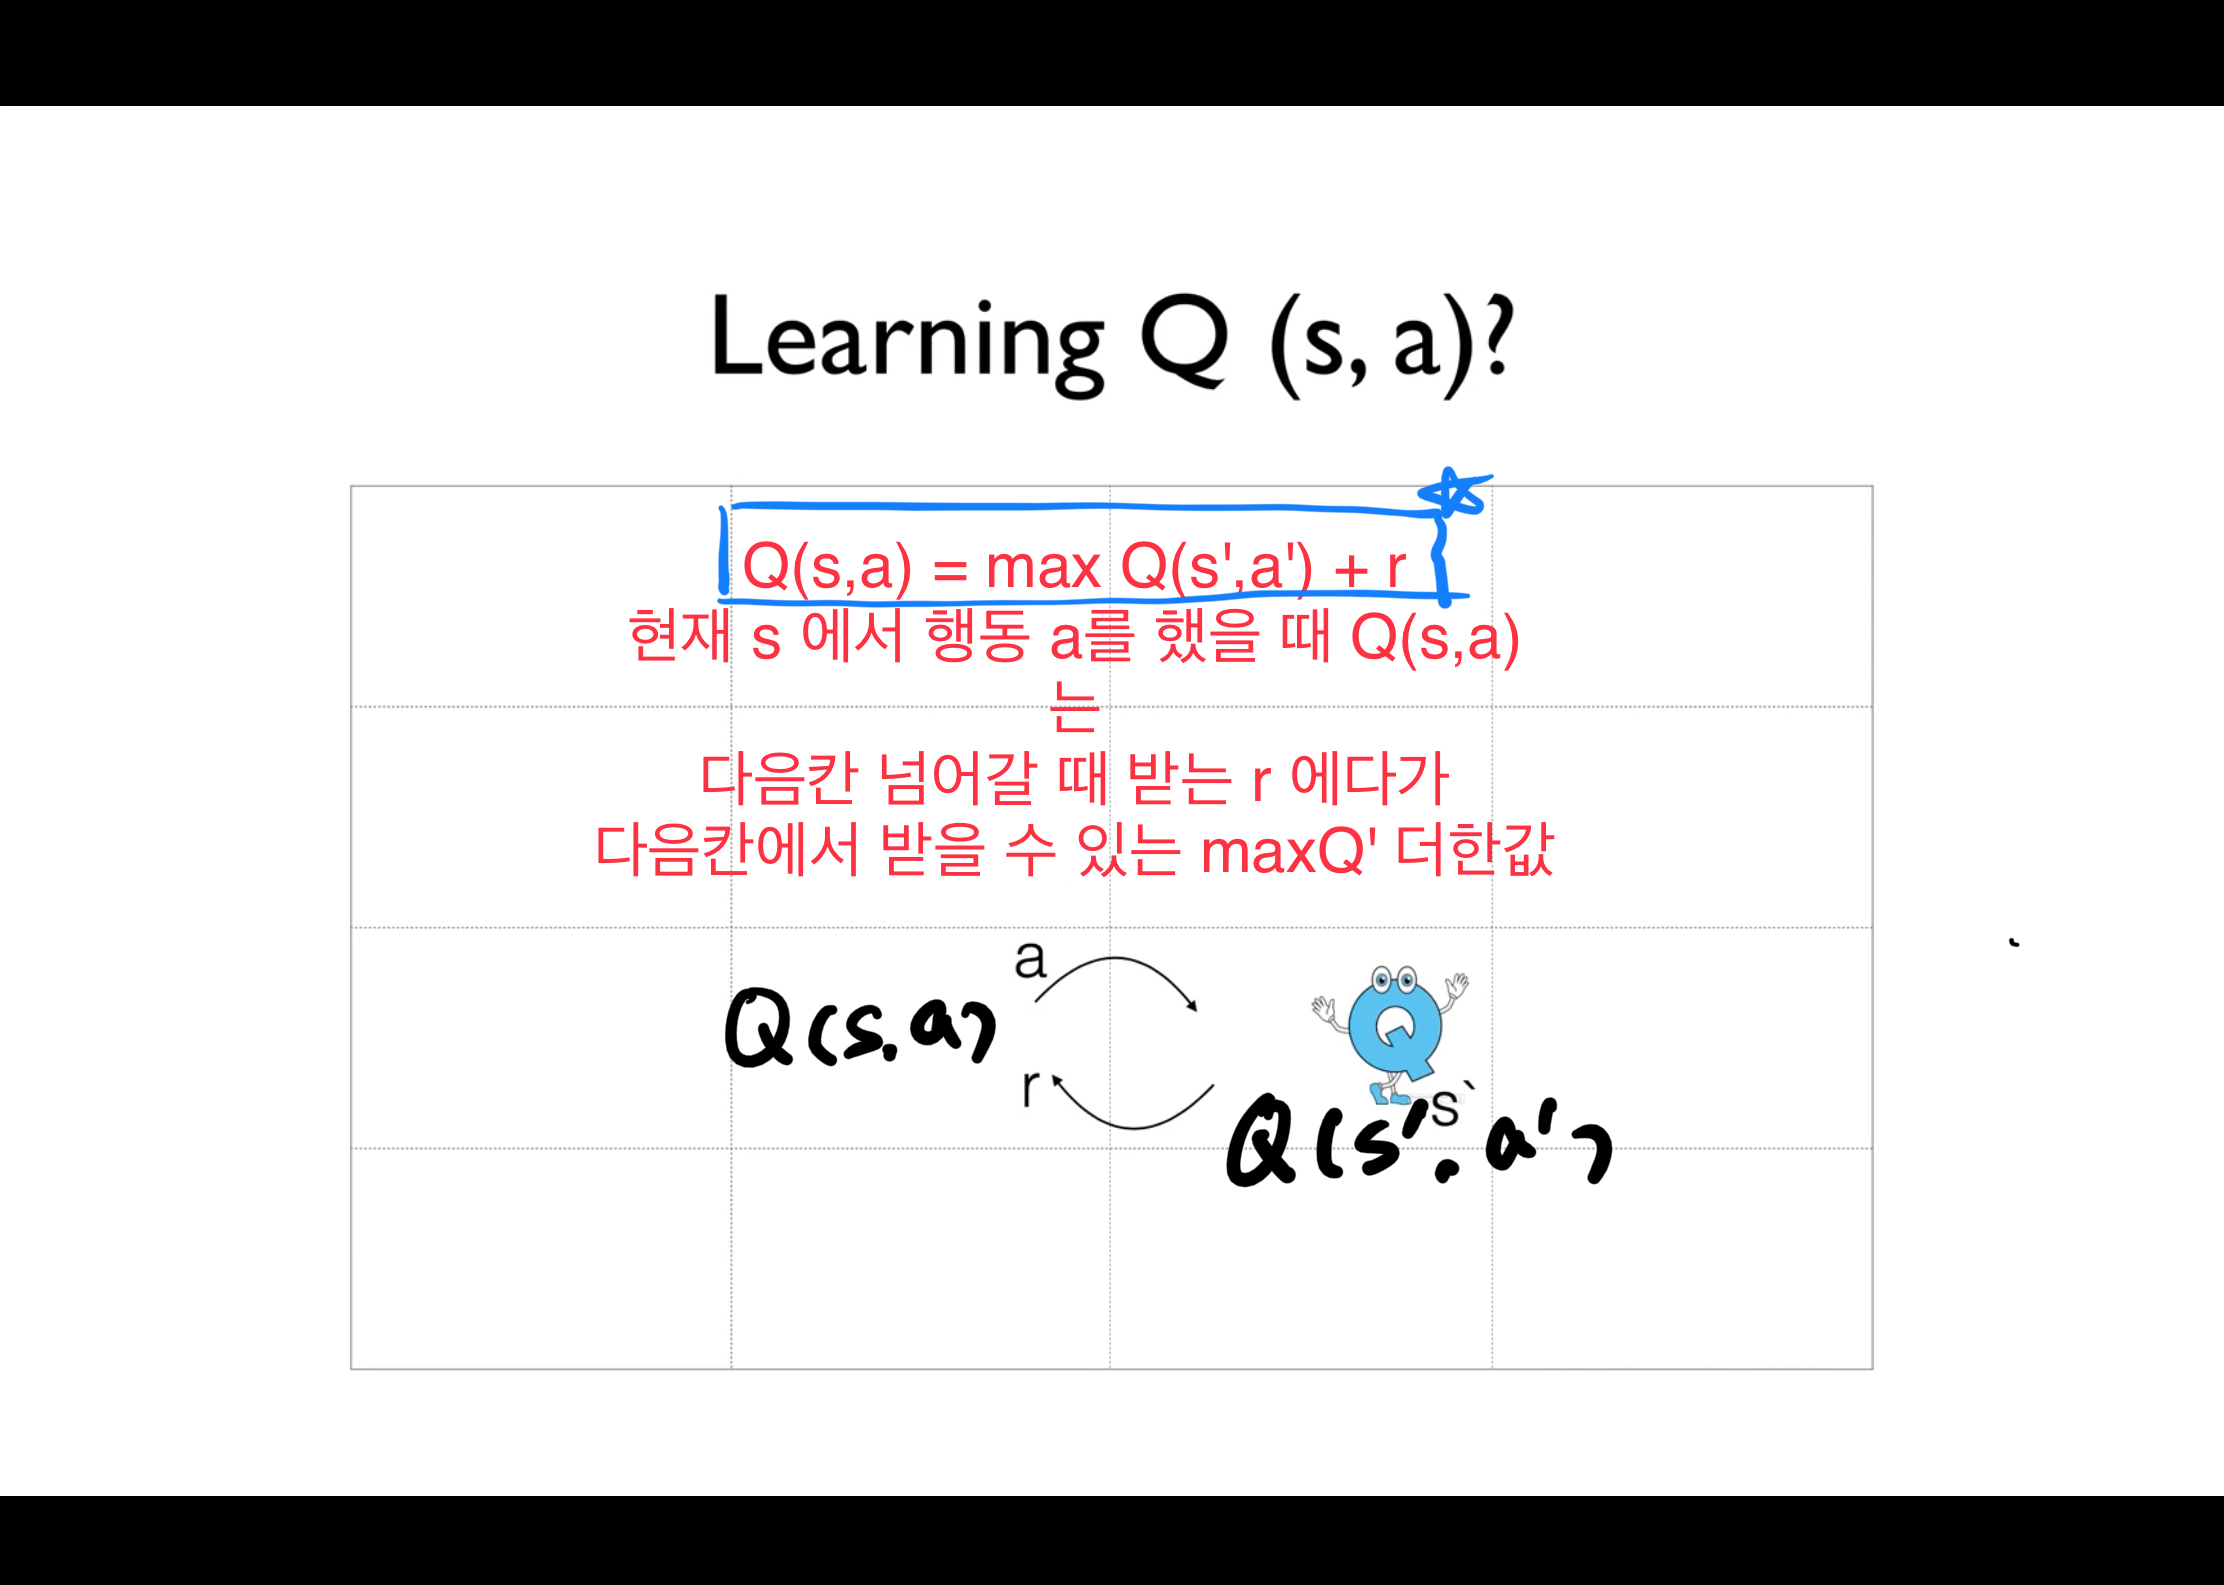 Learning Q (s, a)?
Q(s,a) = max Q(s',a') + r
현재 s 에서 행동 a를 했을 때 Q(s,a)
는
다음칸 넘어갈 때 받는 r 에다가
다음칸에서 받을 수 있는 maxQ' 더한값
a
Q(s,a)
Q
r
s`
Q(s',a')